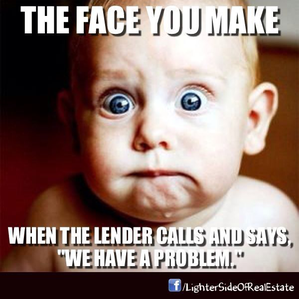 THE FACE YOU MAKE
WHEN THE LENDER CALLS AND SAYS,
"WE HAVE A PROBLEM."
f /LighterSideOfRealEstate